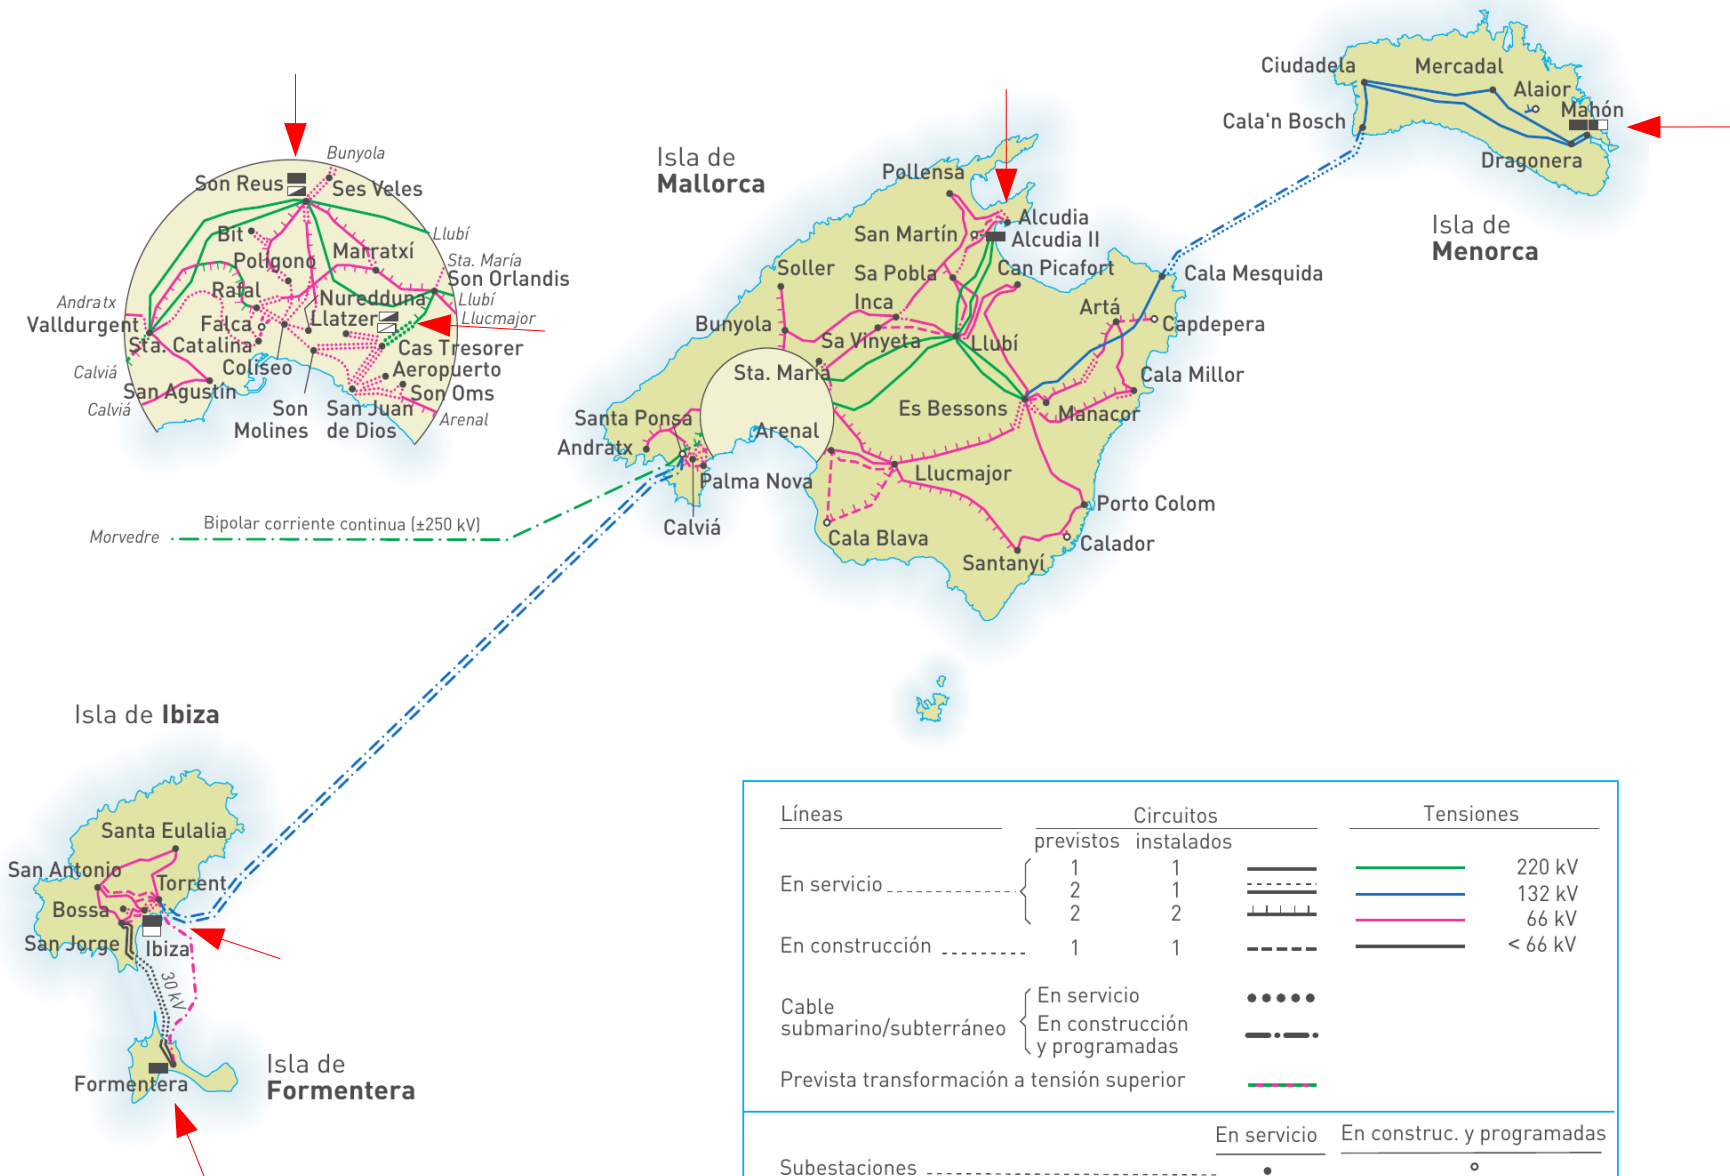 Bunyola
Son Reus
Ses Veles
Bit
Llubí
Marratxí
Polígono
Sta. María
Son Orlandis
Rafal
Nuredduna
Llubí
Andratx
Valldurgent
Falca
Llatzer
Llucmajor
Sta. Catalina
Cas Tresorer
Coliseo
Aeropuerto
Calviá
San Agustín
Son Oms
Calviá
Son
Molines
San Juan
de Dios
Arenal
Isla de
Mallorca
Pollensa
Alcudia
San Martín
Alcudia II
Soller
Sa Pobla
Can Picafort
Cala Mesquida
Inca
Artá
Bunyola
Sa Vinyeta
Llubí
Capdepera
Sta. María
Cala Millor
Es Bessons
Manacor
Santa Ponsa
Arenal
Andratx
Llucmajor
Palma Nova
Porto Colom
Calviá
Cala Blava
Calador
Santanyí
Morvedre
Bipolar corriente continua (±250 kV)
Ciudadela
Mercadal
Alaior
Mahón
Cala'n Bosch
Dragonera
Isla de
Menorca
Isla de Ibiza
Santa Eulalia
San Antonio
Torrent
Bossa
San Jorge
Ibiza
30 kV
Isla de
Formentera
Formentera
Líneas
Circuitos
Tensiones
previstos instalados
1 1
220 kV
En servicio
2 1
132 kV
2 2
66 kV
En construcción
1 1
< 66 kV
Cable
submarino/subterráneo
En servicio
En construcción
y programadas
Prevista transformación a tensión superior
En servicio
En construc. y programadas
Subestaciones